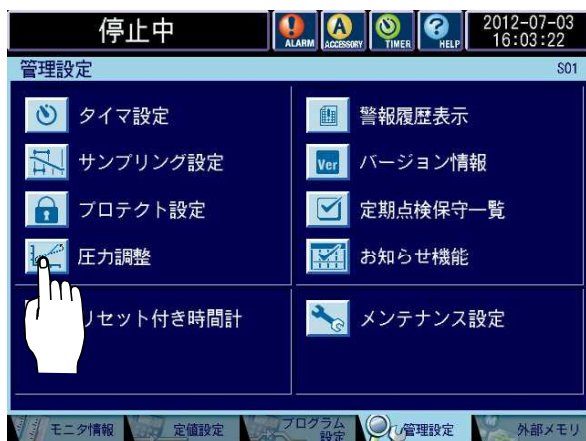 停止中
ALARM
ACCESSORY
TIMER
HELP
2012-07-03
16:03:22
管理設定
S01
タイマ設定
サンプリング設定
プロテクト設定
圧力調整
リセット付き時間計
警報履歴表示
Ver
バージョン情報
定期点検保守一覧
お知らせ機能
メンテナンス設定
モニタ情報
定値設定
プログラム
設定
管理設定
外部メモリ